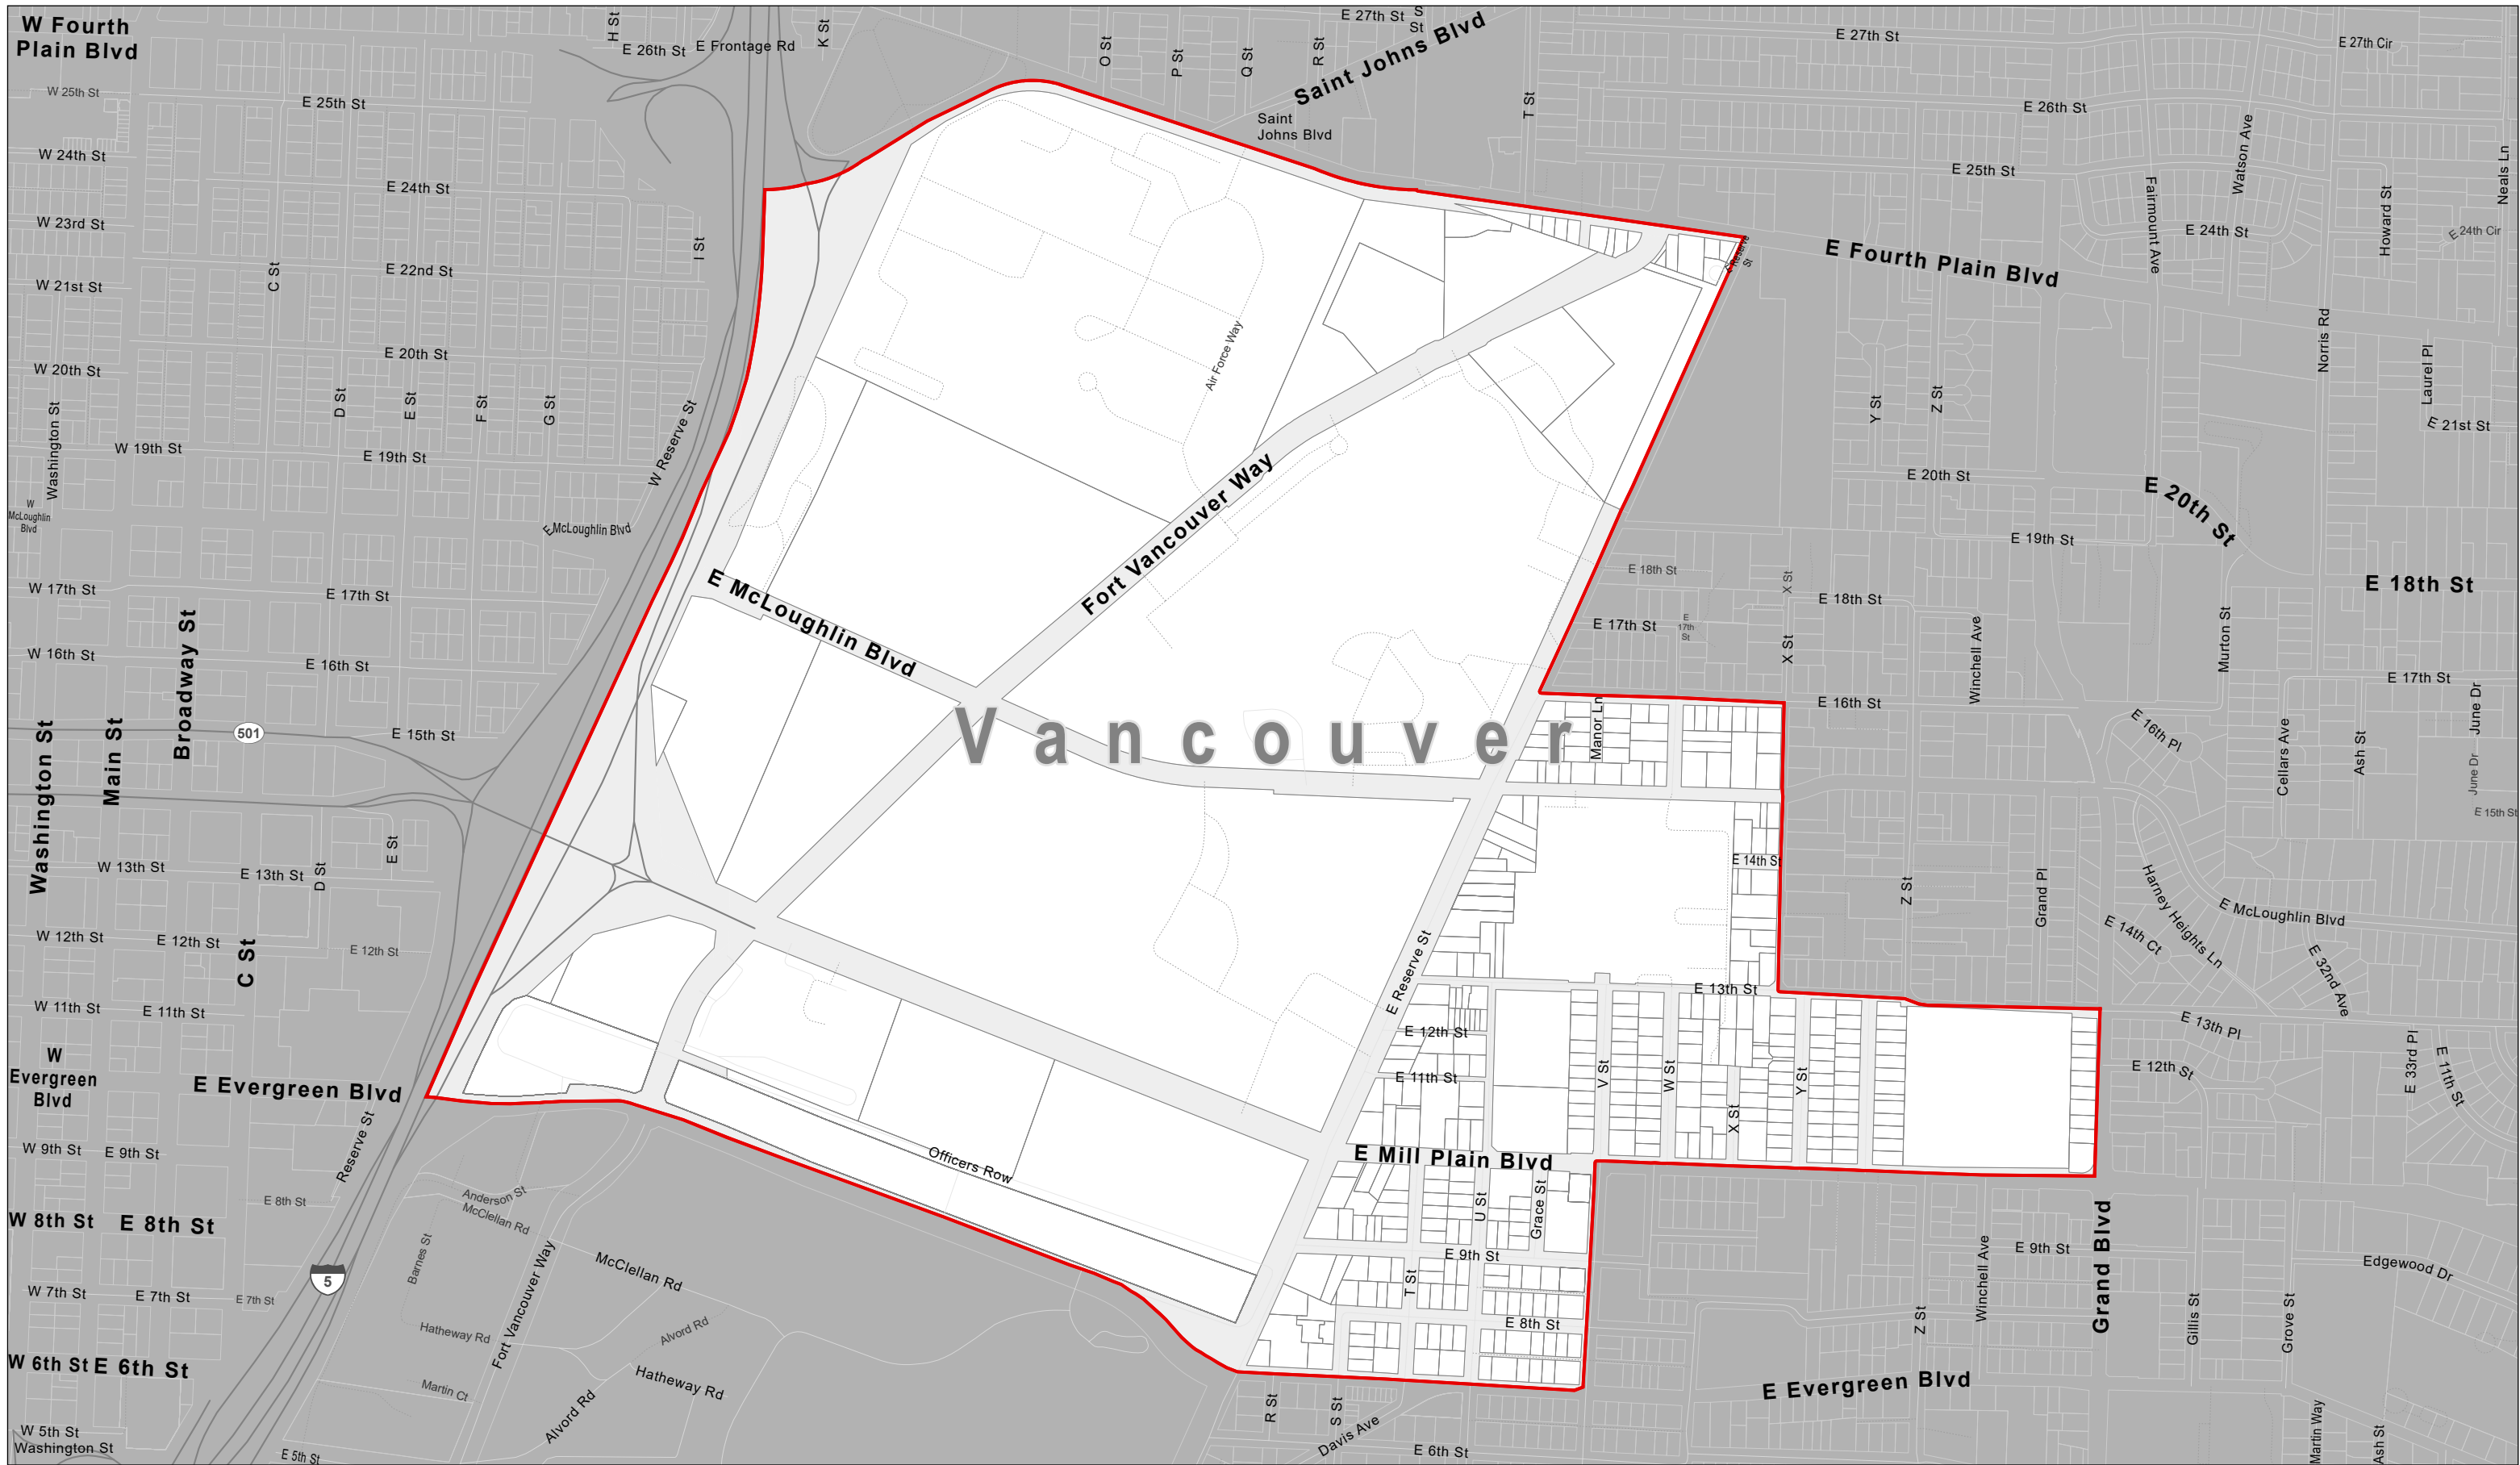 W Fourth
Plain Blvd
H St
E 26th St
E Frontage Rd
K St
O St
P St
Q St
R St
E 27th St
S
St
Saint Johns Blvd
Saint
Johns Blvd
T St
E 27th St
E 27th Cir
E 26th St
E 25th St
Watson Ave
Neals Ln
W 25th St
E 25th St
W 24th St
E 24th St
W 23rd St
I St
C St
E 22nd St
W 21st St
E Reserve
St
E Fourth Plain Blvd
Fairmount Ave
E 24th St
Howard St
E 24th Cir
Norris Rd
Laurel Pl
E 21st St
Air Force Way
E 20th St
W 20th St
D St
E St
F St
G St
Washington St
W 19th St
E 19th St
W Reserve St
Y St
Z St
E 20th St
E 20th St
W
McLoughlin
Blvd
E McLoughlin Blvd
Fort Vancouver Way
E 19th St
E 18th St
W 17th St
E 17th St
E McLoughlin Blvd
E 18th St
X St
E 18th St
E 17th St
E
17th
St
X St
Winchell Ave
Murton St
W 16th St
E 16th St
Broadway St
E 17th St
June Dr
E 16th St
E 16th Pl
Manor Ln
Vancouver
501
E 15th St
Washington St
Main St
Cellars Ave
Ash St
June Dr
E 15th St
E St
D St
W 13th St
E 13th St
E 14th St
Z St
Grand Pl
Harney Heights Ln
E McLoughlin Blvd
E 14th Ct
E 32nd Ave
W 12th St
E 12th St
C St
E 12th St
E Reserve St
E 13th St
W 11th St
E 11th St
E 12th St
E 13th Pl
E 12th St
E 33rd Pl
E 11th St
W
Evergreen
Blvd
E Evergreen Blvd
E 11th St
V St
W St
X St
Y St
Reserve St
W 9th St
E 9th St
Officers Row
E Mill Plain Blvd
E 8th St
Anderson St
McClellan Rd
W 8th St
E 8th St
U St
Grace St
Grand Blvd
Barnes St
Fort Vancouver Way
McClellan Rd
E 9th St
Winchell Ave
E 9th St
Edgewood Dr
5
T St
W 7th St
E 7th St
E 7th St
Hatheway Rd
Alvord Rd
E 8th St
Z St
Gillis St
Grove St
W 6th St
E 6th St
Martin Ct
Hatheway Rd
Alvord Rd
E Evergreen Blvd
R St
S St
Davis Ave
E 6th St
Martin Way
Ash St
W 5th St
Washington St
E 5th St